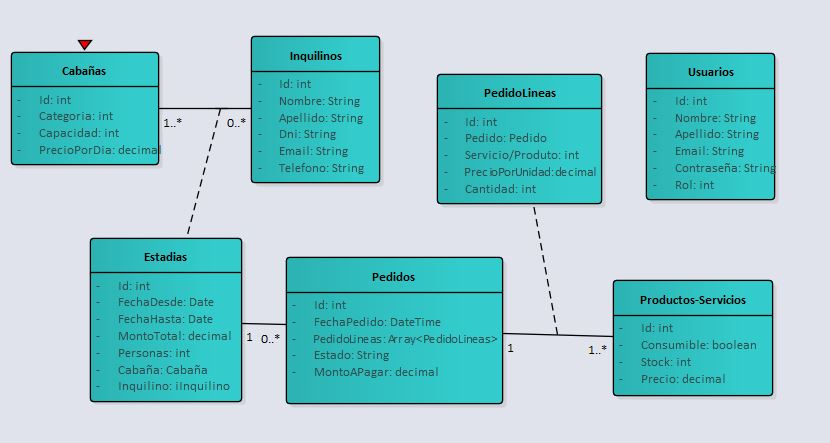 Cabañas
- Id: int
- Categoria: int
- Capacidad: int
- PrecioPorDia: decimal
1..*
0..*
Inquilinos
- Id: int
- Nombre: String
- Apellido: String
- Dni: String
- Email: String
- Telefono: String
PedidoLineas
- Id: int
- Pedido: Pedido
- Servicio/Produto: int
- PrecioPorUnidad:decimal
- Cantidad: int
Usuarios
- Id: int
- Nombre: String
- Apellido: String
- Email: String
- Contraseña: String
- Rol: int
Estadias
- Id: int
- FechaDesde: Date
- FechaHasta: Date
- MontoTotal: decimal
- Personas: int
- Cabaña: Cabaña
- Inquilino: iInquilino
1
0..*
Pedidos
- Id: int
- FechaPedido: DateTime
- PedidoLineas: Array<PedidoLineas>
- Estado: String
- MontoAPagar: decimal
1
1..*
Productos-Servicios
- Id: int
- Consumible: boolean
- Stock: int
- Precio: decimal